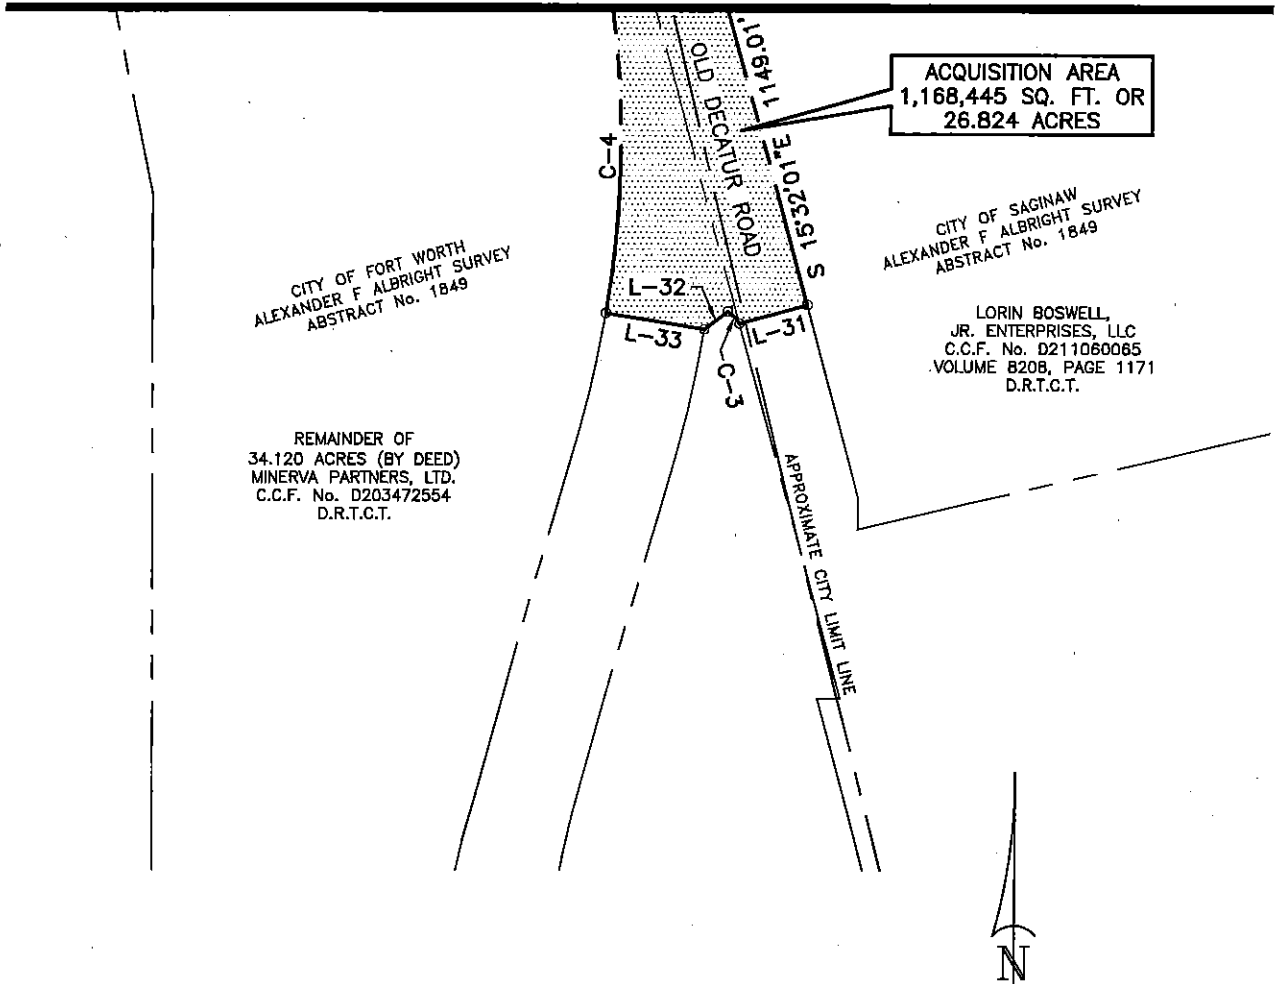 ACQUISITION AREA
1,168,445 SQ. FT. OR
26.824 ACRES
OLD DECATUR ROAD
S 15°32'01"E 1149.01'
C-4
CITY OF FORT WORTH
ALEXANDER F ALBRIGHT SURVEY
ABSTRACT No. 1849
CITY OF SAGINAW
ALEXANDER F ALBRIGHT SURVEY
ABSTRACT No. 1849
L-32
L-33
L-31
C-3
LORIN BOSWELL,
JR. ENTERPRISES, LLC
C.C.F. No. D211060065
VOLUME 8208, PAGE 1171
D.R.T.C.T.
REMAINDER OF
34.120 ACRES (BY DEED)
MINERVA PARTNERS, LTD.
C.C.F. No. D203472554
D.R.T.C.T.
APPROXIMATE CITY LIMIT LINE
N